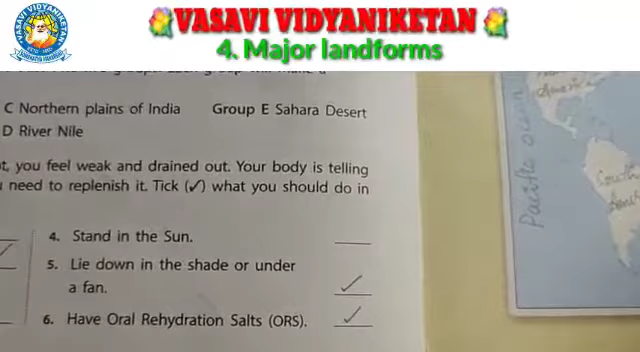 VASAVI VIDYANIKETAN
4. Major landforms
C Northern plains of India Group E Sahara Desert
D River Nile
you feel weak and drained out. Your body is telling
need to replenish it. Tick (✓) what you should do in
4. Stand in the Sun.
5. Lie down in the shade or under
a fan. ✓
6. Have Oral Rehydration Salts (ORS). ✓
Pacific ocean
America
South